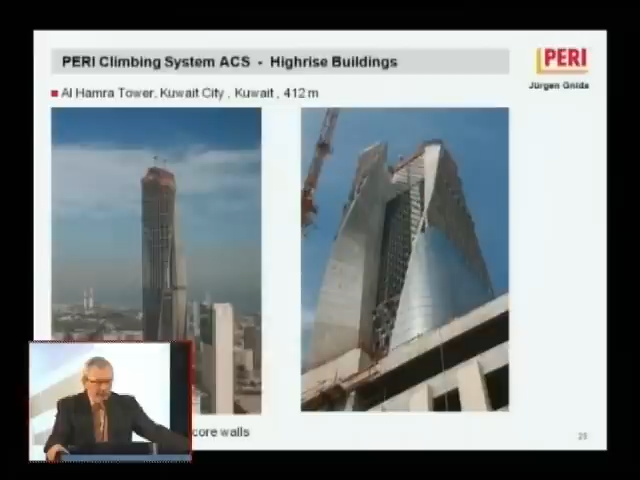 PERI Climbing System ACS - Highrise Buildings
PERI
Jürgen Gnida
Al Hamra Tower, Kuwait City , Kuwait , 412 m
core walls